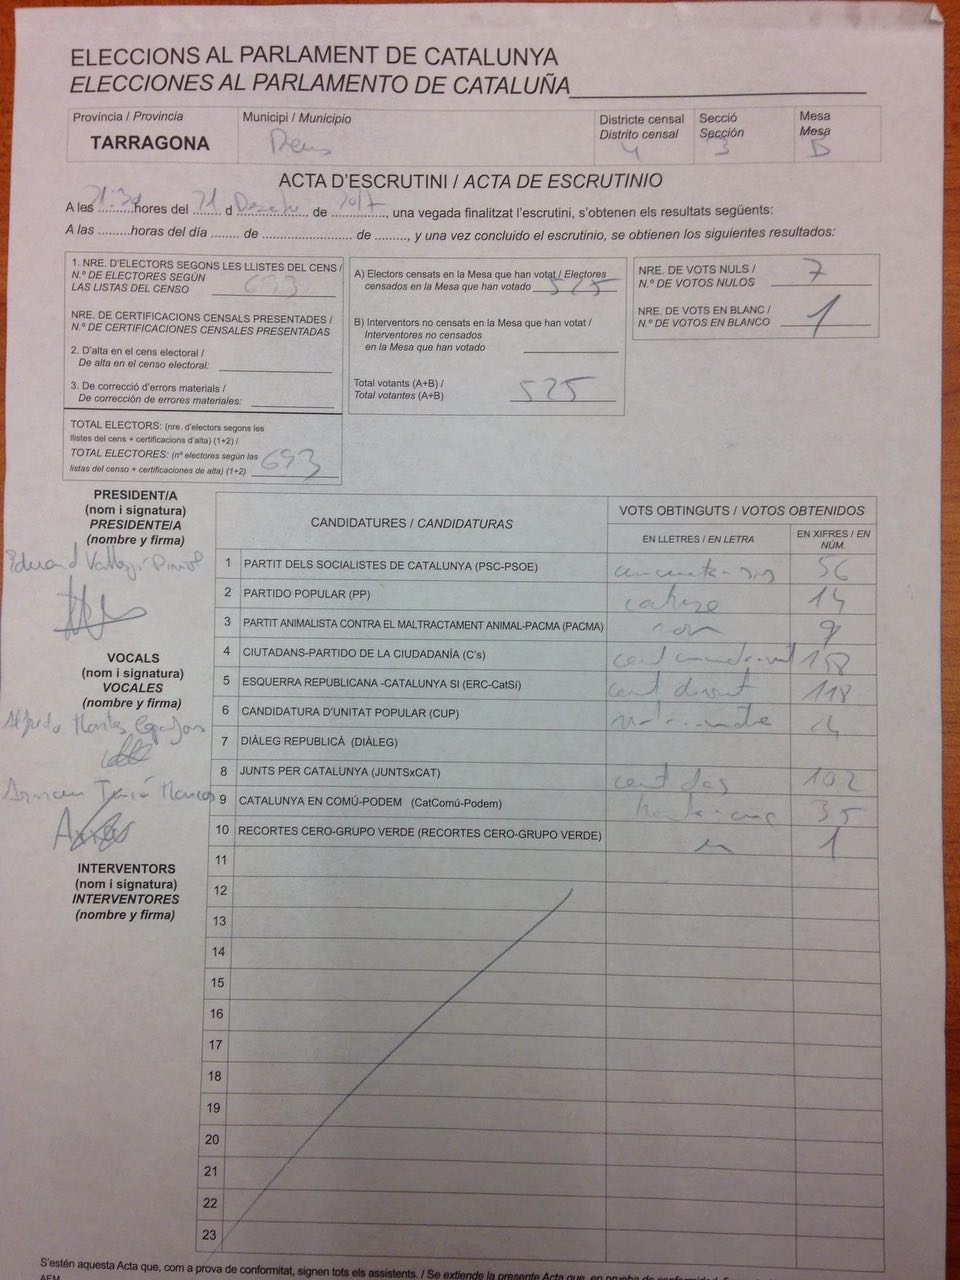 ELECCIONS AL PARLAMENT DE CATALUNYA
ELECCIONES AL PARLAMENTO DE CATALUÑA
Província / Provincia
TARRAGONA
Municipi / Municipio
Reus
Districte censal
Distrito censal
4
Secció
Sección
3
Mesa
Mesa
B
ACTA D'ESCRUTINI / ACTA DE ESCRUTINIO
A les 21:30 hores del 21 d Desembre de 2017, una vegada finalitzat l'escrutini, s'obtenen els resultats següents:
A las .........horas del día ....... de ........................ de ........., y una vez concluido el escrutinio, se obtienen los siguientes resultados:
1. NRE. D'ELECTORS SEGONS LES LLISTES DEL CENS /
N.º DE ELECTORES SEGÚN
LAS LISTAS DEL CENSO 693
NRE. DE CERTIFICACIONS CENSALS PRESENTADES /
N.º DE CERTIFICACIONES CENSALES PRESENTADAS
2. D'alta en el cens electoral /
De alta en el censo electoral:
3. De correcció d'errors materials /
De corrección de errores materiales:
TOTAL ELECTORS: (nre. d'electors segons les
llistes del cens + certificacions d'alta) (1+2) /
TOTAL ELECTORES: (nº electores según las
listas del censo + certificaciones de alta) (1+2) 693
A) Electors censats en la Mesa que han votat / Electores
censados en la Mesa que han votado 525
B) Interventors no censats en la Mesa que han votat /
Interventores no censados
en la Mesa que han votado
Total votants (A+B) /
Total votantes (A+B) 525
NRE. DE VOTS NULS /
N.º DE VOTOS NULOS 7
NRE. DE VOTS EN BLANC /
N.º DE VOTOS EN BLANCO 1
PRESIDENT/A
(nom i signatura)
PRESIDENTE/A
(nombre y firma)
VOCALS
(nom i signatura)
VOCALES
(nombre y firma)
INTERVENTORS
(nom i signatura)
INTERVENTORES
(nombre y firma)
CANDIDATURES / CANDIDATURAS
VOTS OBTINGUTS / VOTOS OBTENIDOS
EN LLETRES / EN LETRA
EN XIFRES / EN NÚM.
1 PARTIT DELS SOCIALISTES DE CATALUNYA (PSC-PSOE) cinquanta-sis 56
2 PARTIDO POPULAR (PP) catorze 14
3 PARTIT ANIMALISTA CONTRA EL MALTRACTAMENT ANIMAL-PACMA (PACMA) nou 9
4 CIUTADANS-PARTIDO DE LA CIUDADANÍA (C's) cent cinquanta-vuit 158
5 ESQUERRA REPUBLICANA -CATALUNYA SI (ERC-CatSí) cent divuit 118
6 CANDIDATURA D'UNITAT POPULAR (CUP) 24
7 DIÀLEG REPUBLICÀ (DIÀLEG)
8 JUNTS PER CATALUNYA (JUNTSxCAT) cent dos 102
9 CATALUNYA EN COMÚ-PODEM (CatComú-Podem) trenta-cinc 35
10 RECORTES CERO-GRUPO VERDE (RECORTES CERO-GRUPO VERDE) un 1
11
12
13
14
15
16
17
18
19
20
21
22
23
S'estén aquesta Acta que, com a prova de conformitat, signen tots els assistents. / Se extiende la presente Acta que, en prueba de conformidad,